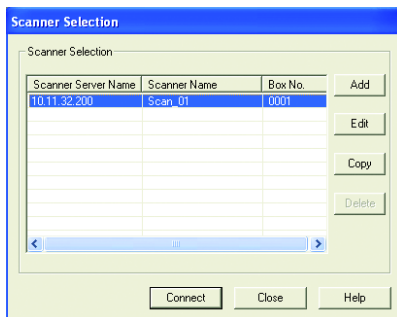 Scanner Selection
Scanner Selection
Scanner Server Name Scanner Name Box No.
10.11.32.200 Scan_01 0001
Add
Edit
Copy
Delete
Connect Close Help